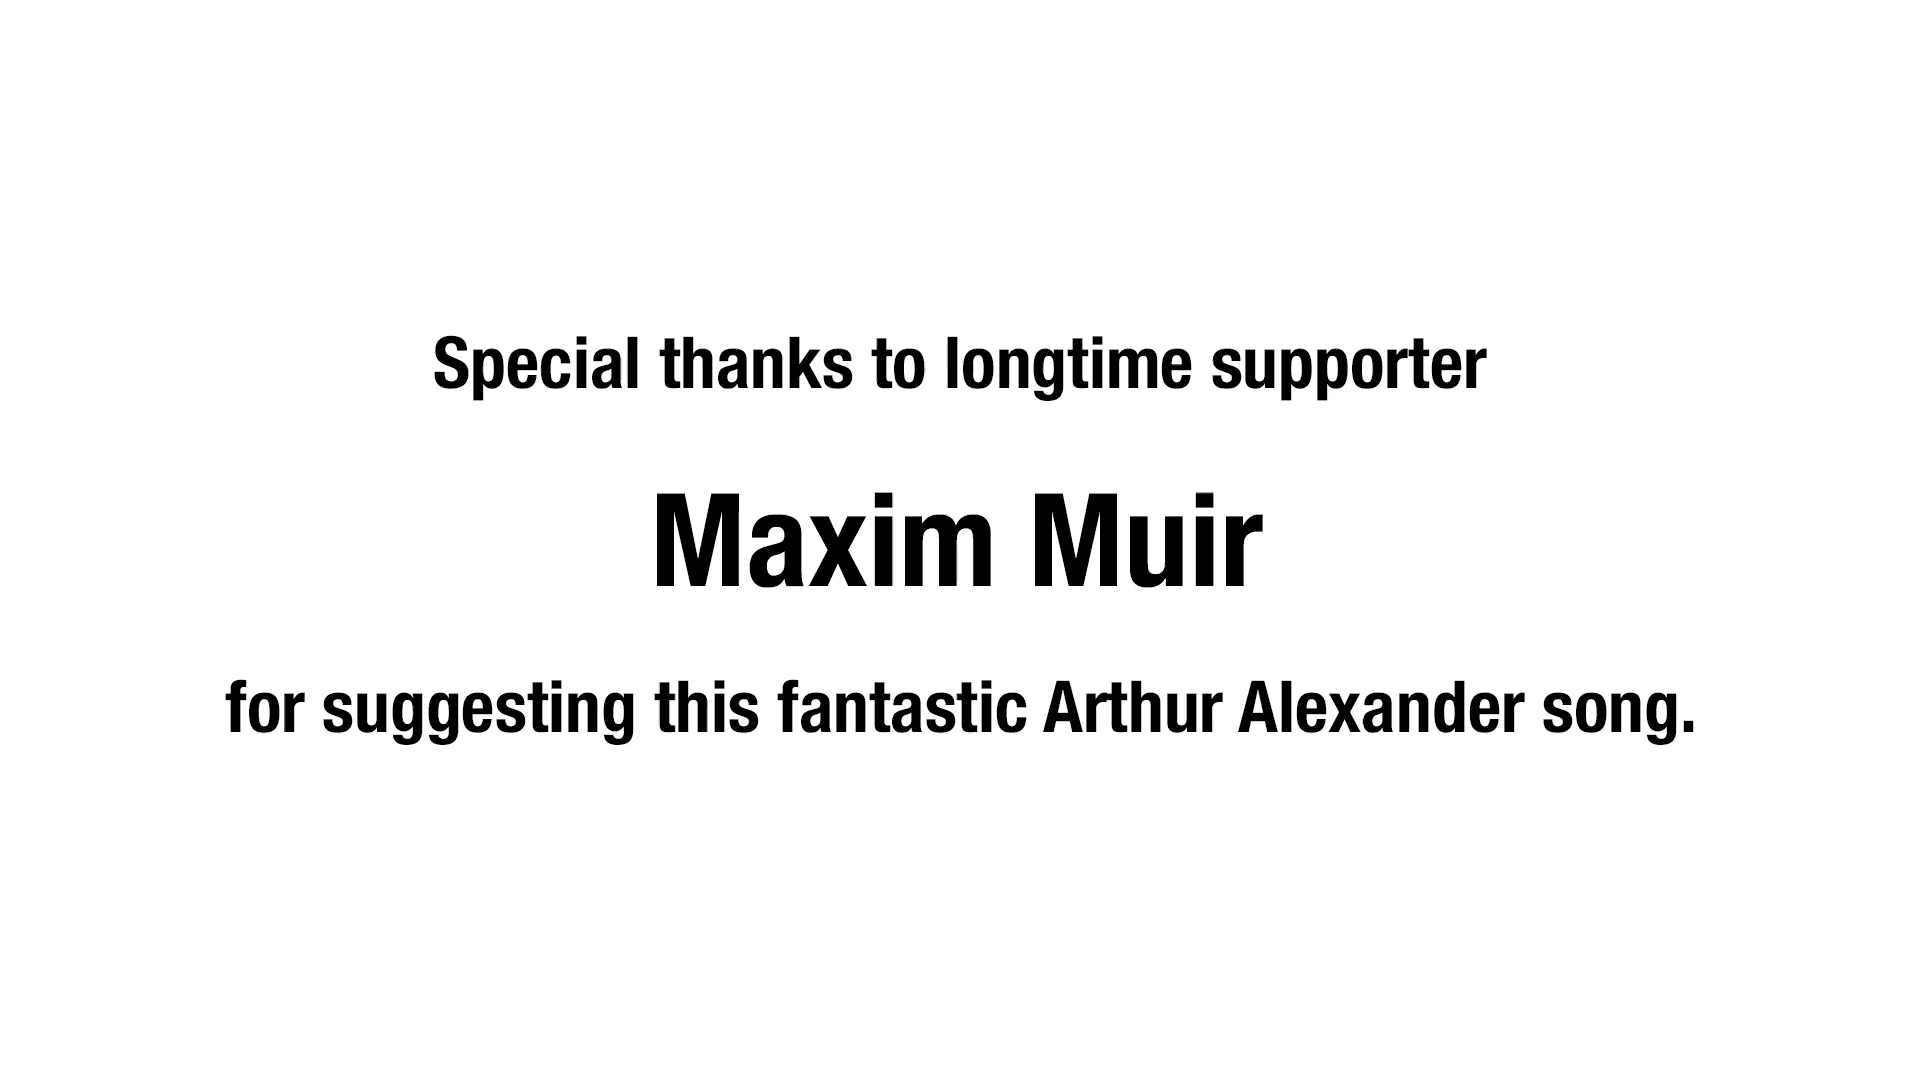 Special thanks to longtime supporter
Maxim Muir
for suggesting this fantastic Arthur Alexander song.